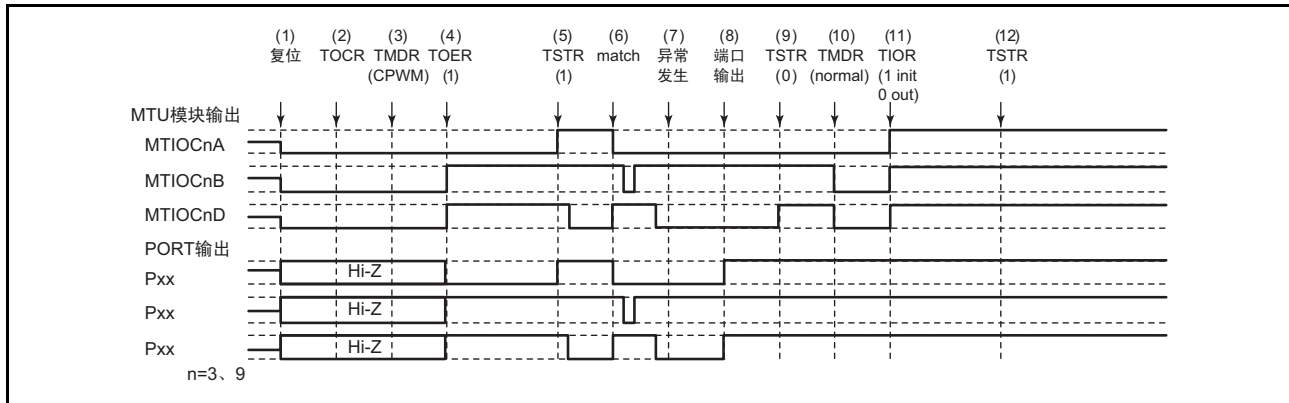 (1) (2) (3) (4) (5) (6) (7) (8) (9) (10) (11) (12)
复位 TOCR TMDR TOER TSTR match 异常 端口 TSTR TMDR TIOR TSTR
(CPWM) (1) (1) 发生 输出 (0) (normal) (1 init (1)
0 out)
MTU模块输出
MTIOCnA
MTIOCnB
MTIOCnD
PORT输出
Pxx Hi-Z
Pxx Hi-Z
Pxx Hi-Z
n=3、9